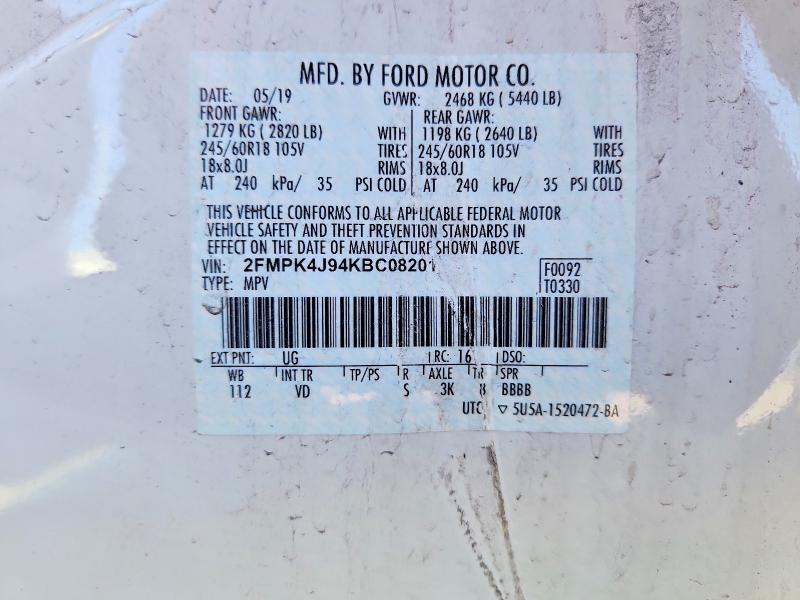 MFD. BY FORD MOTOR CO.
DATE: 05/19 GVWR: 2468 KG ( 5440 LB)
FRONT GAWR: REAR GAWR:
1279 KG ( 2820 LB) WITH 1198 KG ( 2640 LB) WITH
245/60R18 105V TIRES 245/60R18 105V TIRES
18x8.0J RIMS 18x8.0J RIMS
AT 240 kPa/ 35 PSI COLD AT 240 kPa/ 35 PSI COLD
THIS VEHICLE CONFORMS TO ALL APPLICABLE FEDERAL MOTOR
VEHICLE SAFETY AND THEFT PREVENTION STANDARDS IN
EFFECT ON THE DATE OF MANUFACTURE SHOWN ABOVE.
VIN: 2FMPK4J94KBC08201 F0092
TYPE: MPV T0330
EXT PNT: UG RC: 16 DSO:
WB INT TR TP/PS R AXLE TR SPR
112 VD S 3K BBBB
UTC ▽ 5U5A-1520472-BA